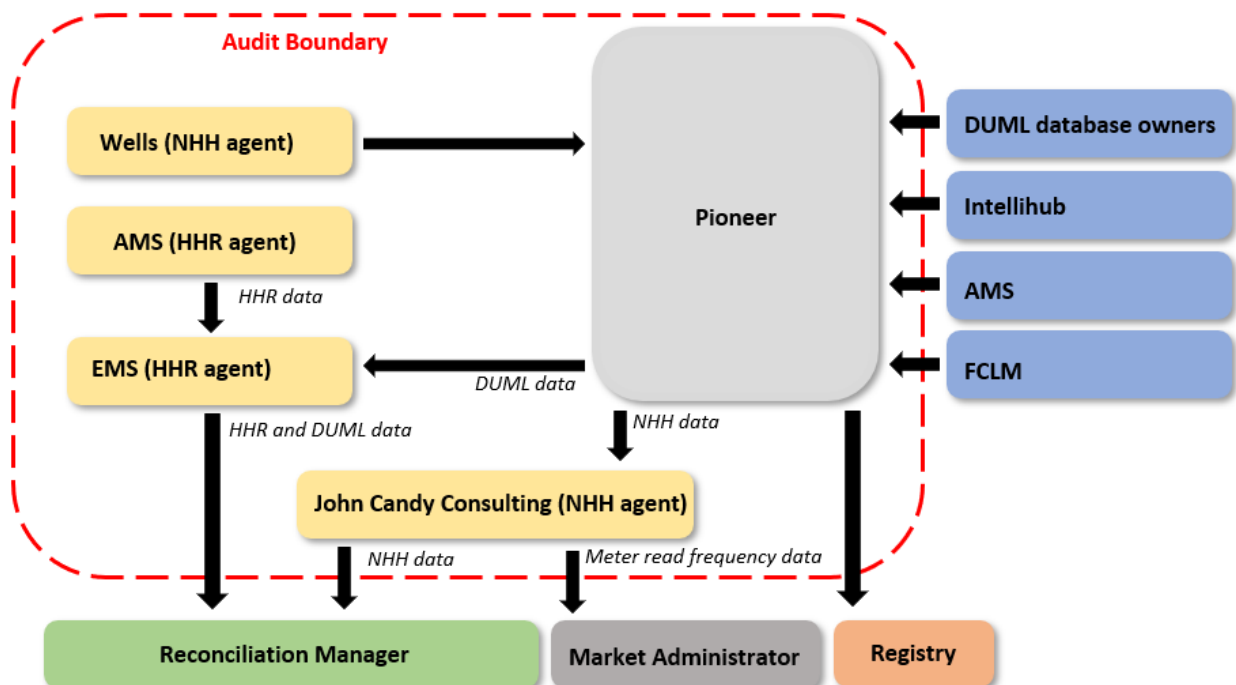 Audit Boundary
Wells (NHH agent)
AMS (HHR agent)
HHR data
EMS (HHR agent)
DUML data
HHR and DUML data
Pioneer
NHH data
John Candy Consulting (NHH agent)
NHH data
Meter read frequency data
DUML database owners
Intellihub
AMS
FCLM
Reconciliation Manager
Market Administrator
Registry